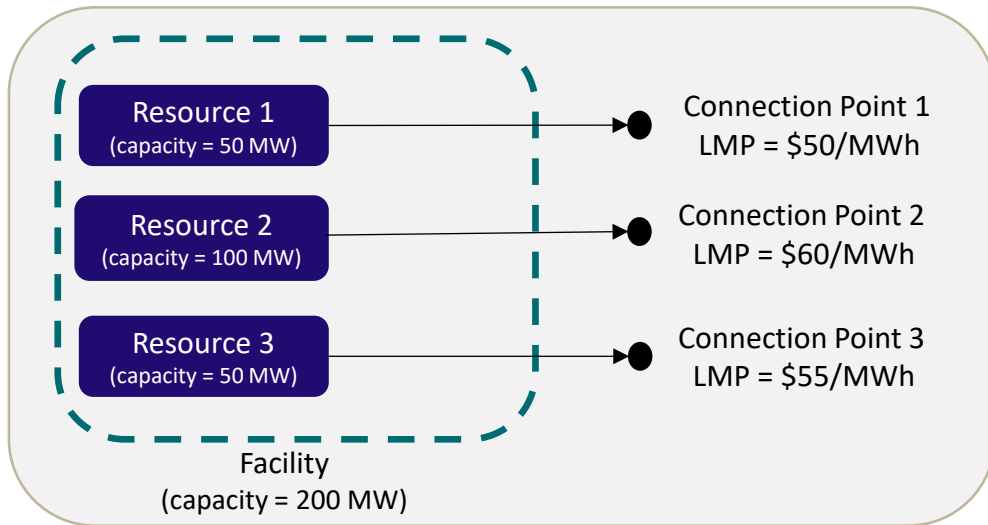 Resource 1
(capacity = 50 MW)
Connection Point 1
LMP = $50/MWh
Resource 2
(capacity = 100 MW)
Connection Point 2
LMP = $60/MWh
Resource 3
(capacity = 50 MW)
Connection Point 3
LMP = $55/MWh
Facility
(capacity = 200 MW)